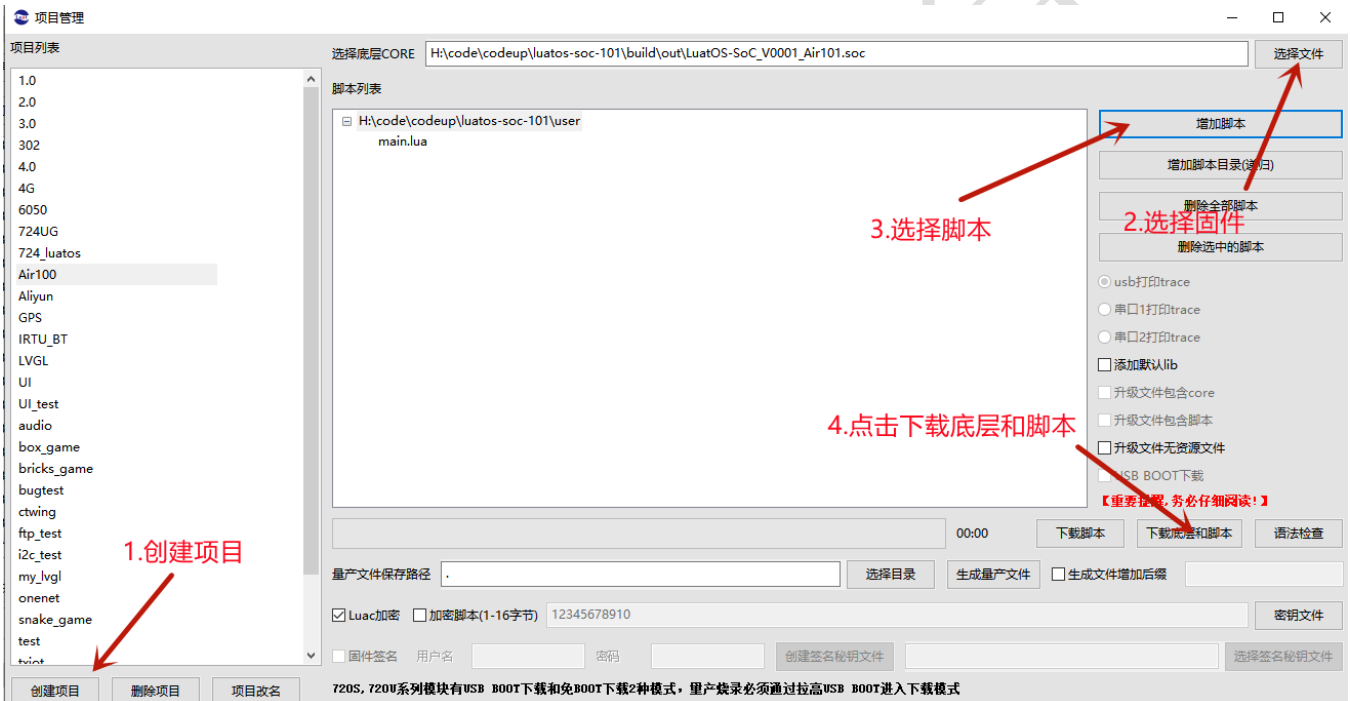 项目管理
项目列表
1.0
2.0
3.0
302
4.0
4G
6050
724UG
724_luatos
Air100
Aliyun
GPS
IRTU_BT
LVGL
UI
UI_test
audio
box_game
bricks_game
bugtest
ctwing
ftp_test
i2c_test
my_lvgl
onenet
snake_game
test
txiot
1.创建项目
创建项目 删除项目 项目改名
选择底层CORE H:\code\codeup\luatos-soc-101\build\out\LuatOS-SoC_V0001_Air101.soc 选择文件
脚本列表
H:\code\codeup\luatos-soc-101\user
main.lua
3.选择脚本
4.点击下载底层和脚本
增加脚本
增加脚本目录(递归)
删除全部脚本
2.选择固件
删除选中的脚本
usb打印trace
串口1打印trace
串口2打印trace
添加默认lib
升级文件包含core
升级文件包含脚本
升级文件无资源文件
USB BOOT下载
【重要提醒,务必仔细阅读!】
00:00 下载脚本 下载底层和脚本 语法检查
量产文件保存路径 . 选择目录 生成量产文件 生成文件增加后缀
Luac加密 加密脚本(1-16字节) 12345678910 密钥文件
固件签名 用户名 密码 创建签名秘钥文件 选择签名秘钥文件
720S,720U系列模块有USB BOOT下载和免BOOT下载2种模式，量产烧录必须通过拉高USB BOOT进入下载模式